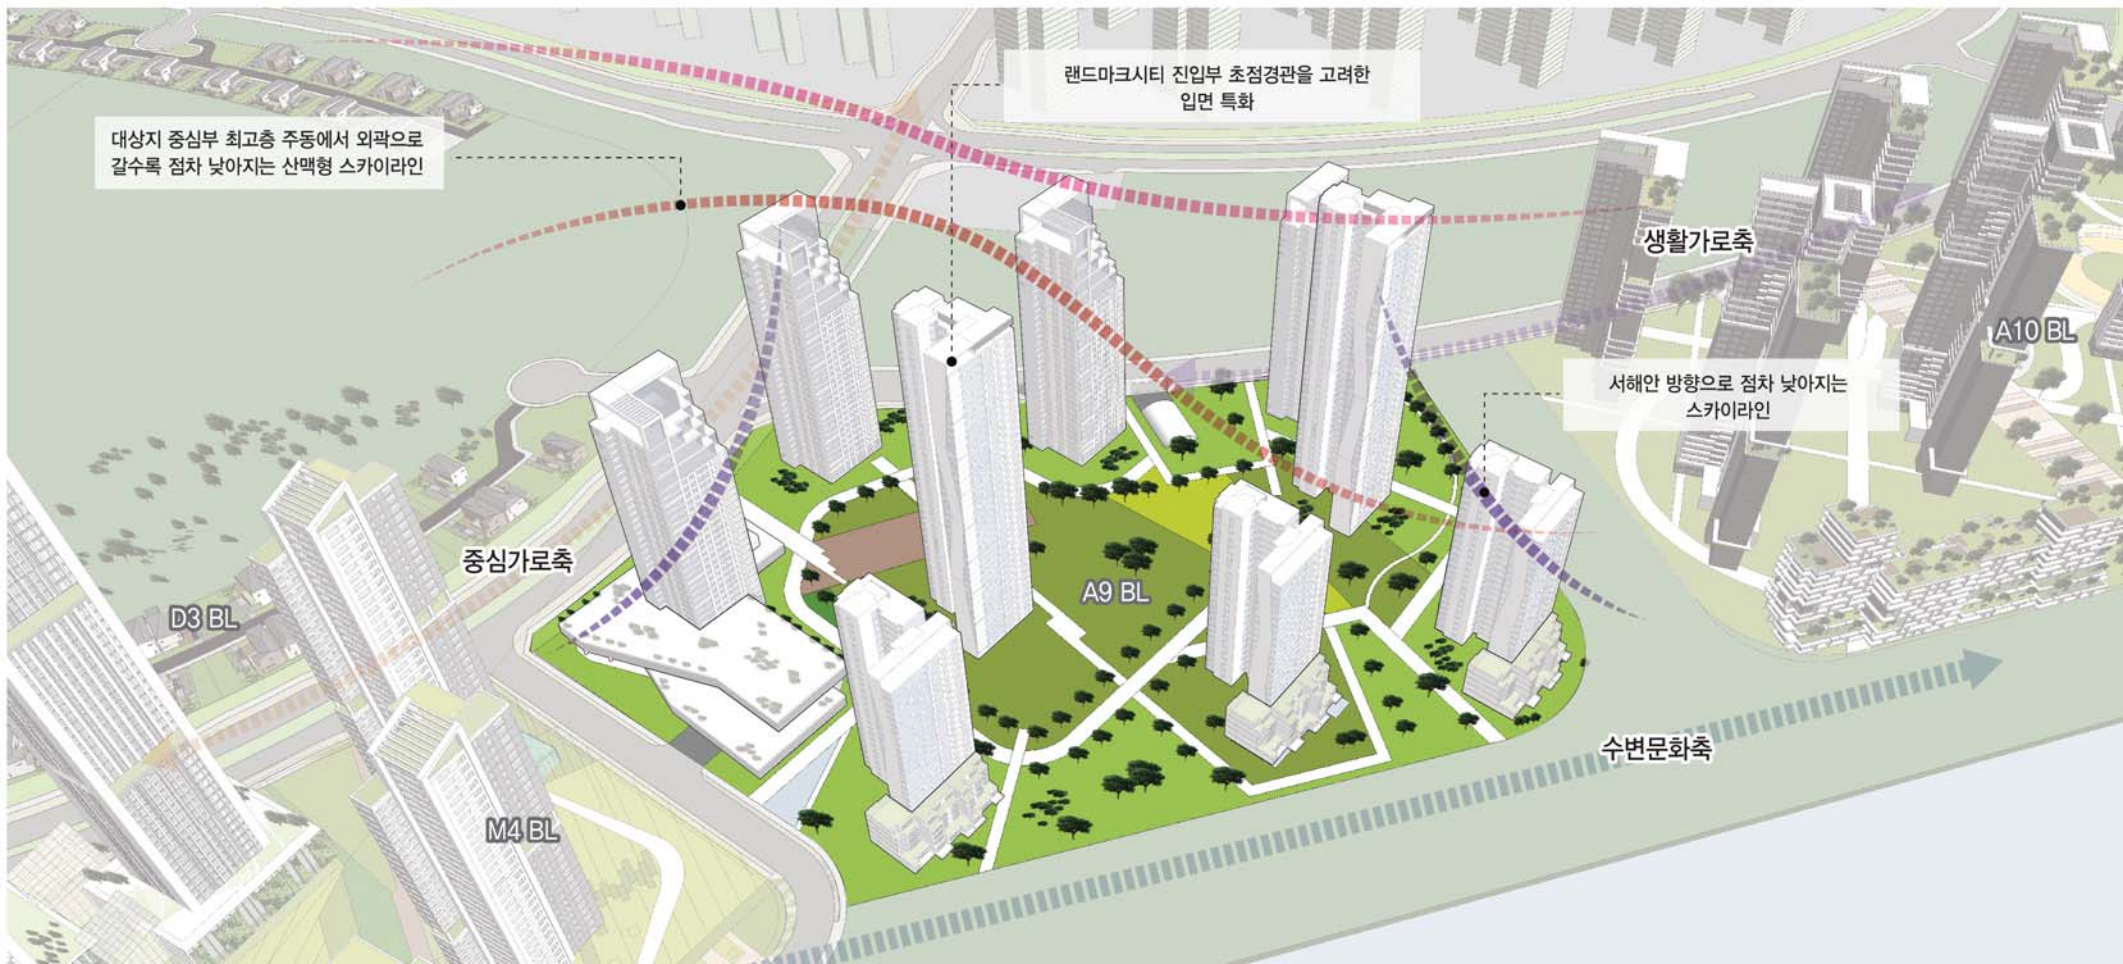 랜드마크시티 진입부 초점경관을 고려한
입면 특화
대상지 중심부 최고층 주동에서 외곽으로
갈수록 점차 낮아지는 산맥형 스카이라인
생활가로축
A10 BL
서해안 방향으로 점차 낮아지는
스카이라인
중심가로축
A9 BL
D3 BL
수변문화축
M4 BL